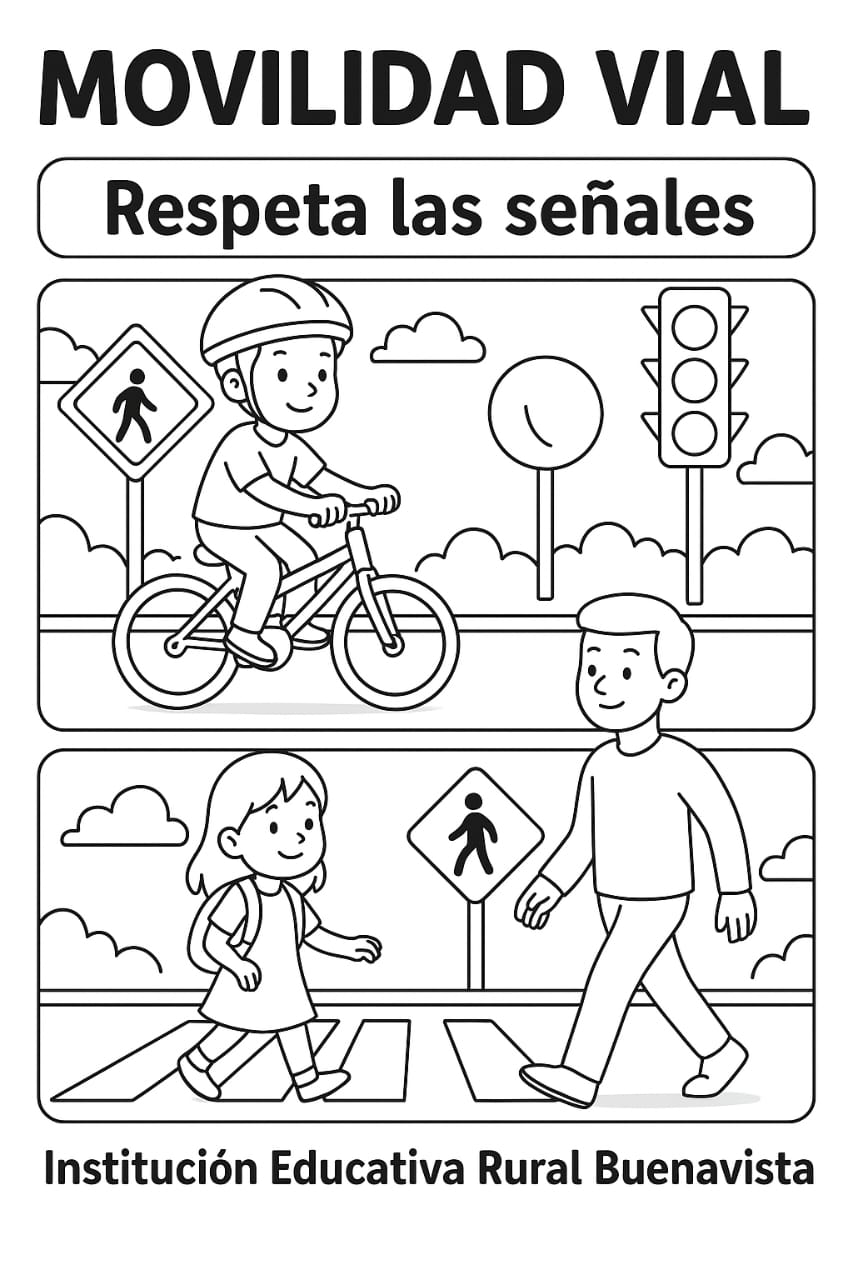 MOVILIDAD VIAL
Respeta las señales
Institución Educativa Rural Buenavista